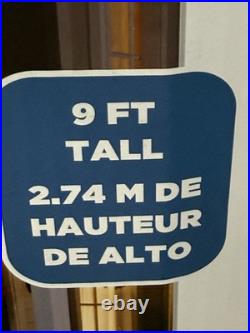 9 FT
TALL
2.74 M DE
HAUTEUR
DE ALTO